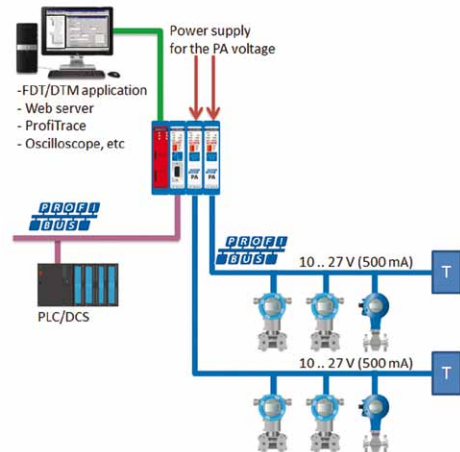 Power supply
for the PA voltage
-FDT/DTM application
- Web server
- ProfiTrace
- Oscilloscope, etc
PA
PA
PROFI
BUS
PROFI
BUS
10 .. 27 V (500 mA)
T
PLC/DCS
10 .. 27 V (500 mA)
T